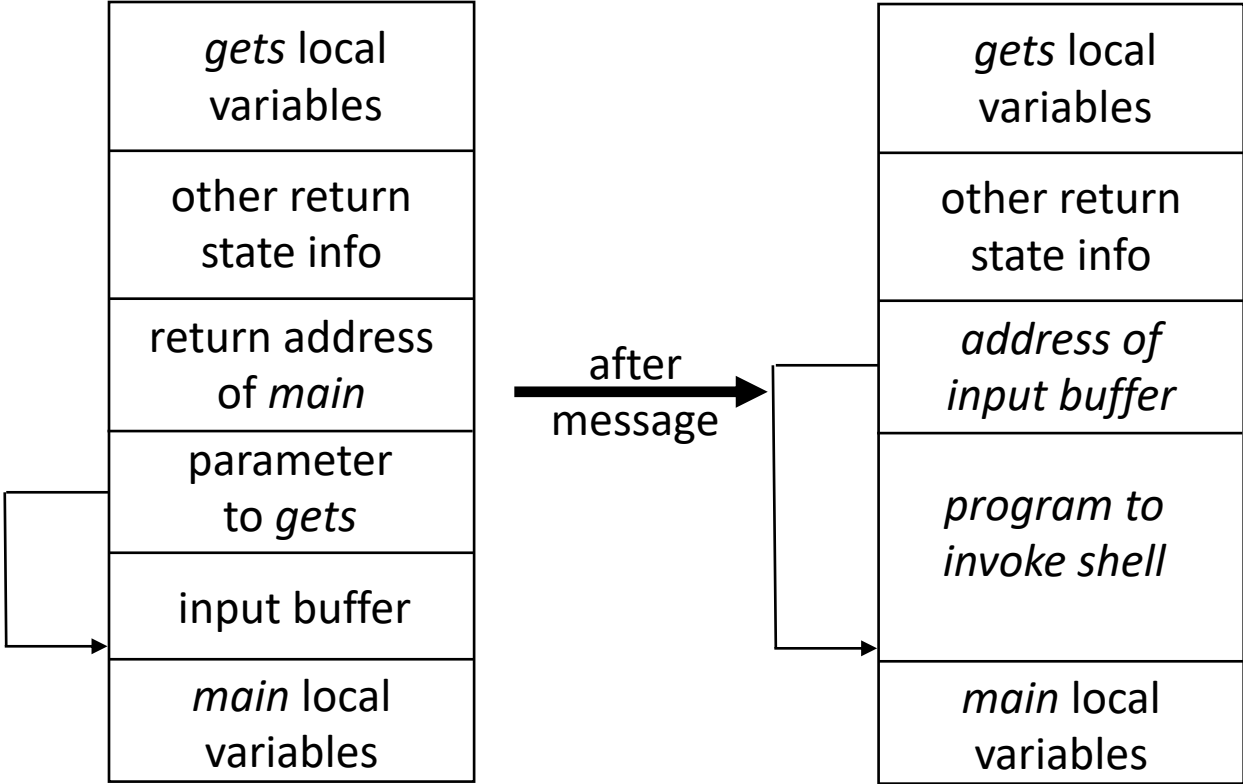 gets local
variables
other return
state info
return address
of main
parameter
to gets
input buffer
main local
variables
after
message
gets local
variables
other return
state info
address of
input buffer
program to
invoke shell
main local
variables